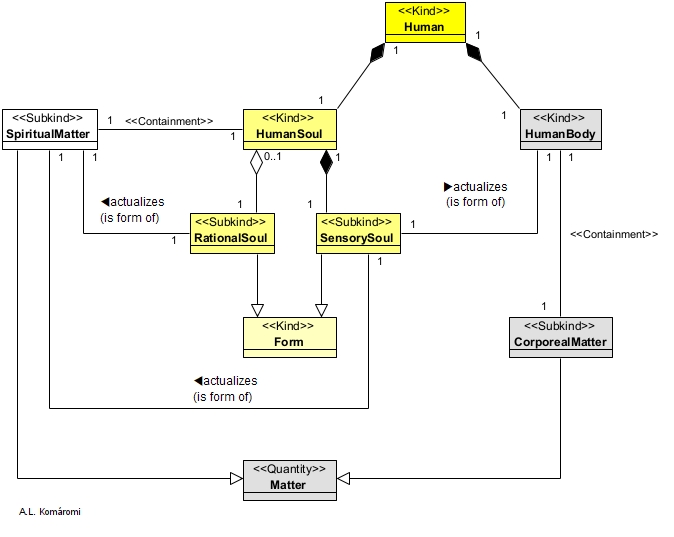 <<Kind>>
Human
1
1
1
1
<<Subkind>>
SpiritualMatter
1
<<Containment>>
1
<<Kind>>
HumanSoul
<<Kind>>
HumanBody
1
1
0..1
1
1
1
◀actualizes
(is form of)
▶actualizes
(is form of)
1
1
1
<<Subkind>>
RationalSoul
<<Subkind>>
SensorySoul
1
1
<<Containment>>
1
<<Kind>>
Form
<<Subkind>>
CorporealMatter
◀actualizes
(is form of)
<<Quantity>>
Matter
A.L. Komáromi